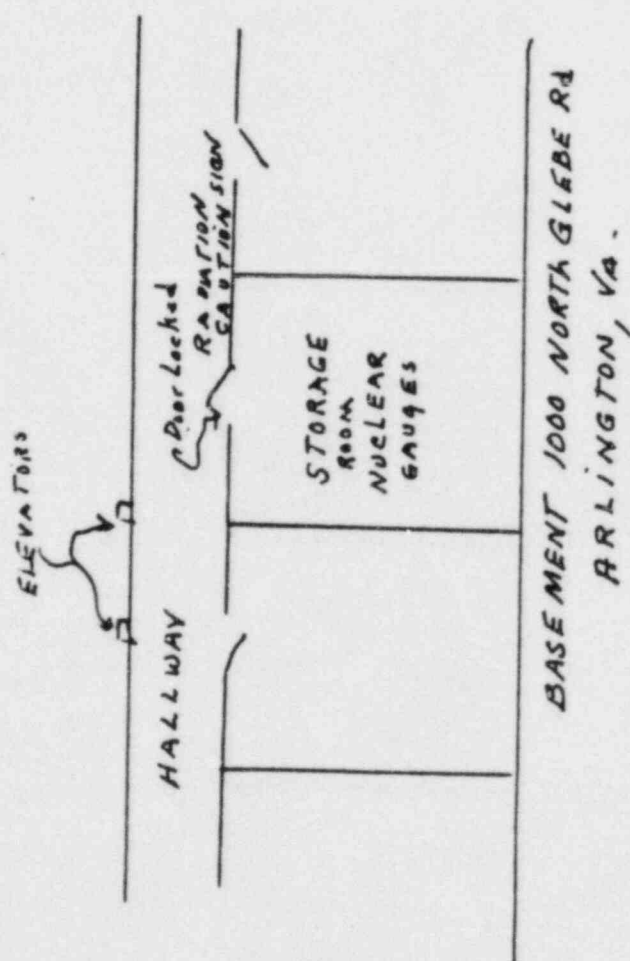 ELEVATORS
HALLWAY
Door Locked
RADIATION
CAUTION SIGN
STORAGE
ROOM
NUCLEAR
GAUGES
BASEMENT 1000 NORTH GLEBE Rd
ARLINGTON, VA.